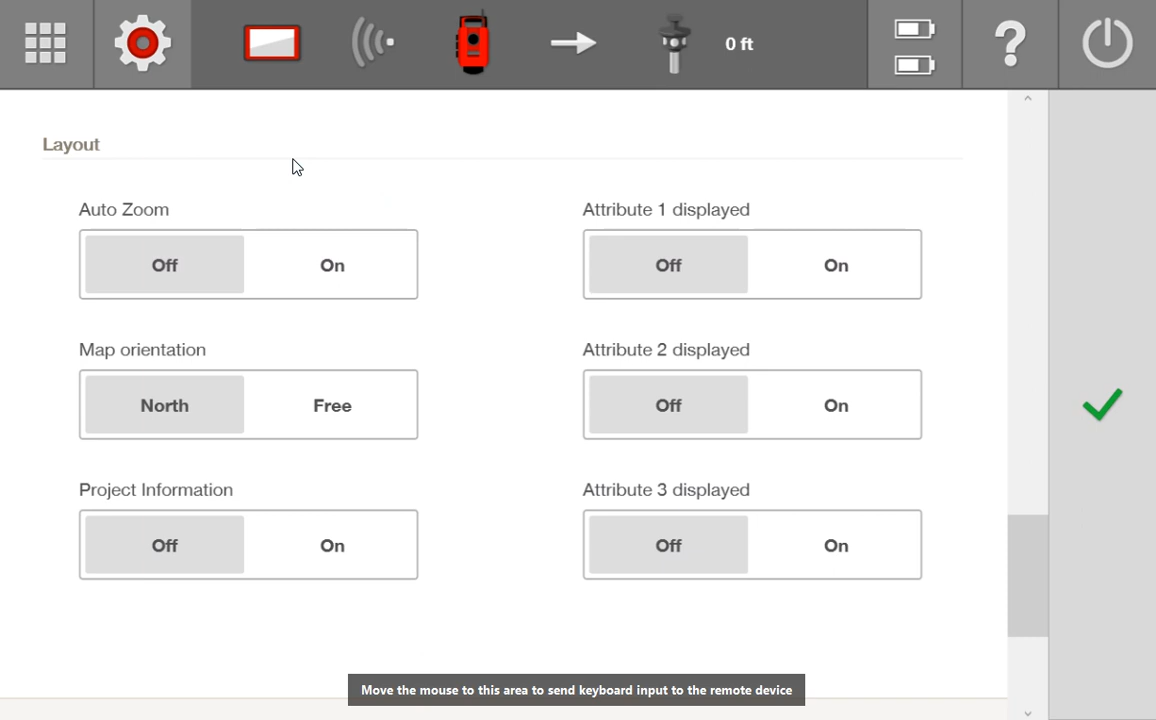 0 ft
?
Layout
Auto Zoom
Attribute 1 displayed
Off On
Off On
Map orientation
Attribute 2 displayed
North Free
Off On
Project Information
Attribute 3 displayed
Off On
Off On
Move the mouse to this area to send keyboard input to the remote device